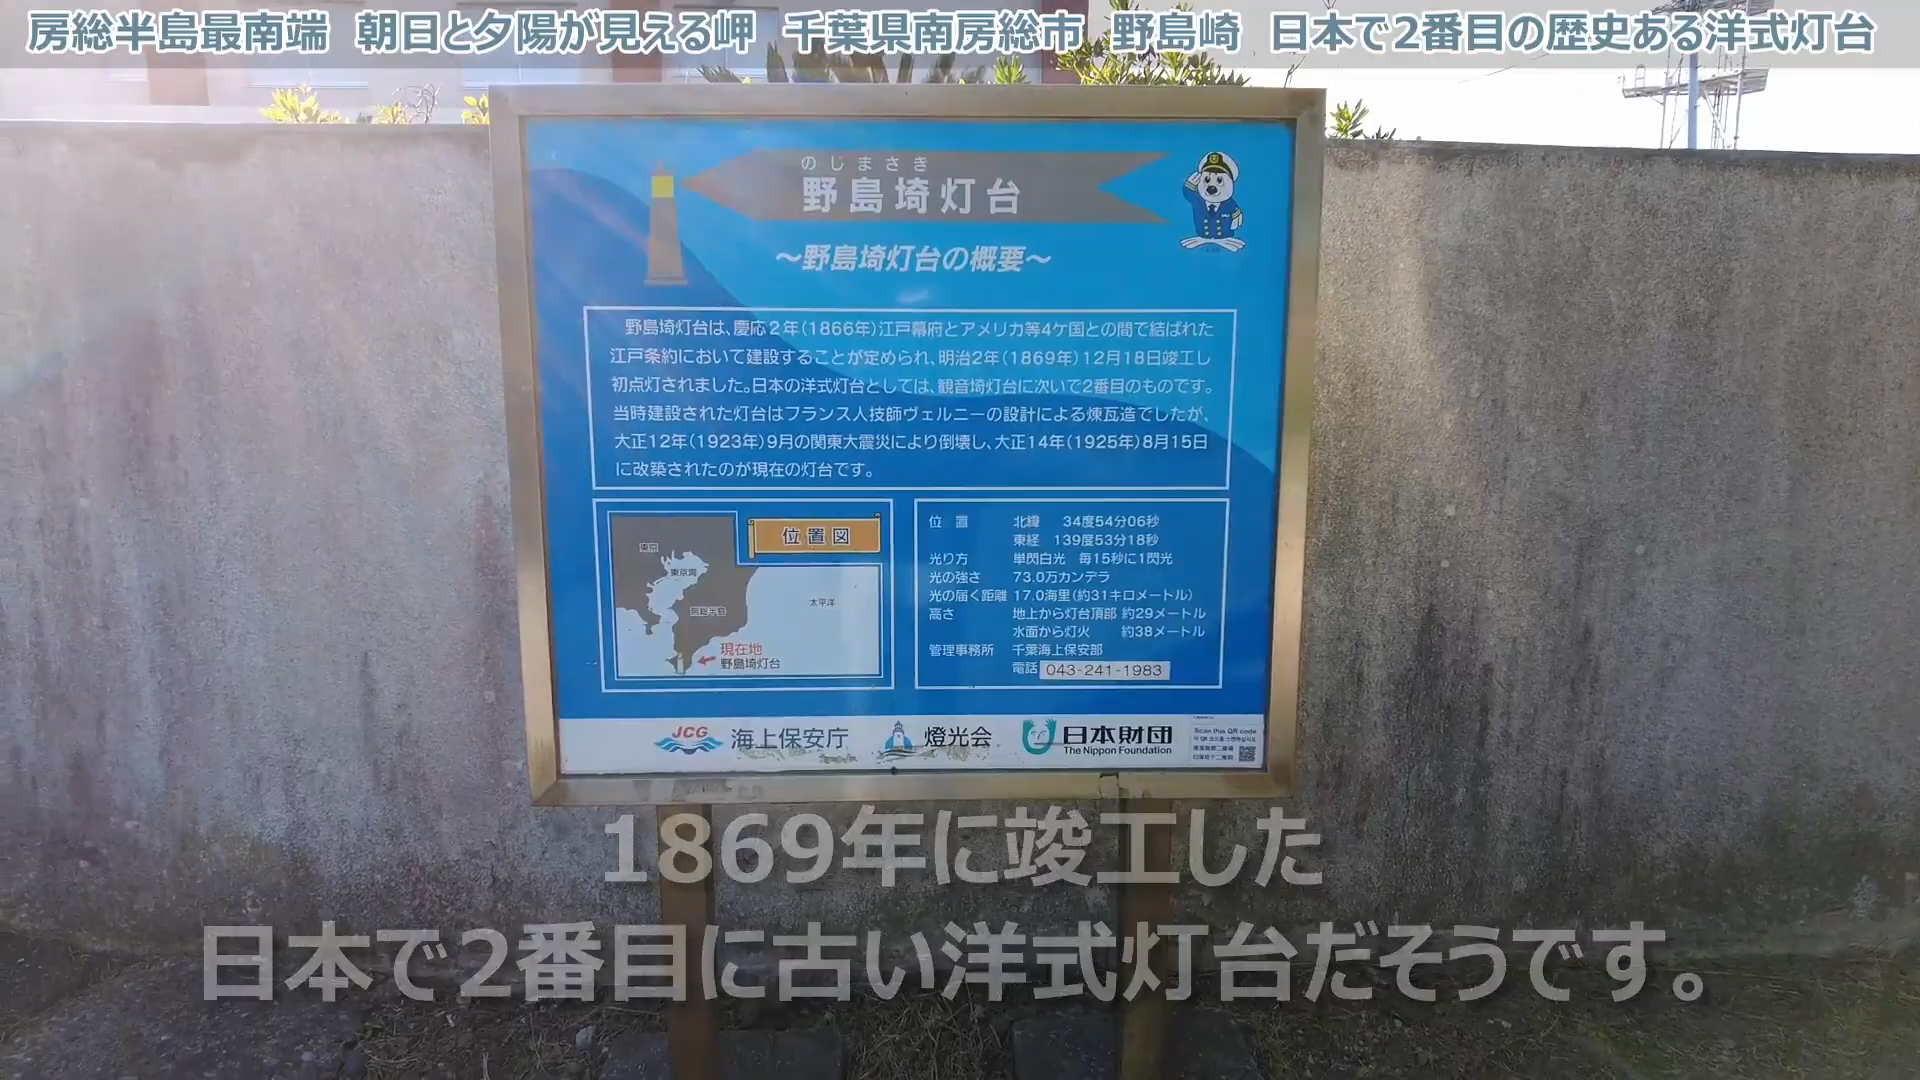 房総半島最南端　朝日と夕陽が見える岬　千葉県南房総市　野島崎　日本で2番目の歴史ある洋式灯台
のじまさき
野島埼灯台
～野島埼灯台の概要～
野島埼灯台は、慶応2年(1866年)江戸幕府とアメリカ等4ケ国との間で結ばれた
江戸条約において建設することが定められ、明治2年(1869年)12月18日竣工し
初点灯されました。日本の洋式灯台としては、観音埼灯台に次いで2番目のものです。
当時建設された灯台はフランス人技師ヴェルニーの設計による煉瓦造でしたが、
大正12年(1923年)9月の関東大震災により倒壊し、大正14年(1925年)8月15日
に改築されたのが現在の灯台です。
位置図
東京
東京湾
房総半島
太平洋
現在地
野島埼灯台
位置　北緯　34度54分06秒
東経　139度53分18秒
光り方　単閃白光　毎15秒に1閃光
光の強さ　73.0万カンデラ
光の届く距離　17.0海里(約31キロメートル)
高さ　地上から灯台頂部　約29メートル
水面から灯火　約38メートル
管理事務所　千葉海上保安部
電話　043-241-1983
JCG 海上保安庁
燈光会
日本財団
The Nippon Foundation
Scan this QR code
1869年に竣工した
日本で2番目に古い洋式灯台だそうです。